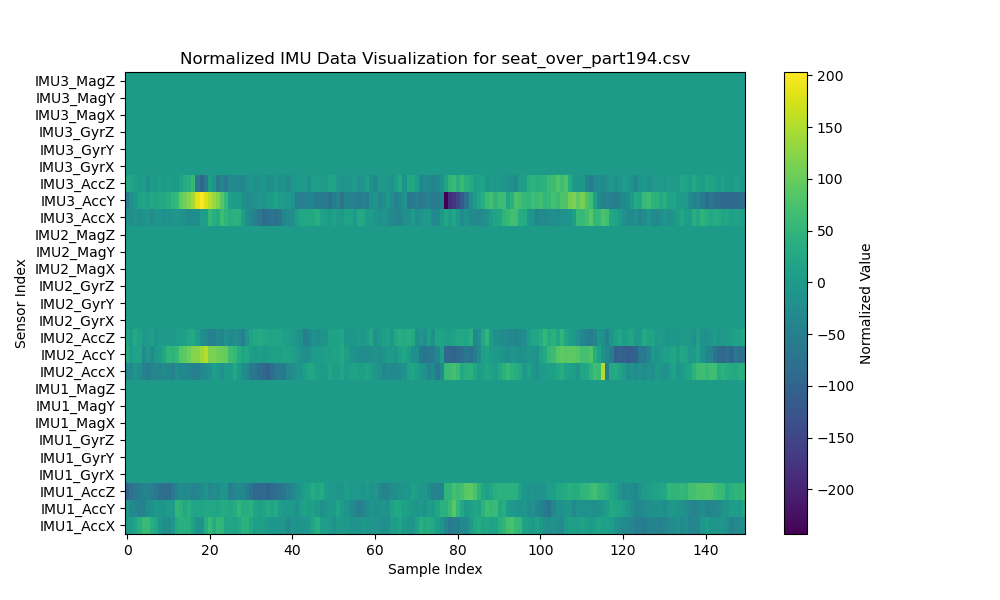 Normalized IMU Data Visualization for seat_over_part194.csv
IMU3_MagZ
IMU3_MagY
IMU3_MagX
IMU3_GyrZ
IMU3_GyrY
IMU3_GyrX
IMU3_AccZ
IMU3_AccY
IMU3_AccX
IMU2_MagZ
IMU2_MagY
IMU2_MagX
IMU2_GyrZ
IMU2_GyrY
IMU2_GyrX
IMU2_AccZ
IMU2_AccY
IMU2_AccX
IMU1_MagZ
IMU1_MagY
IMU1_MagX
IMU1_GyrZ
IMU1_GyrY
IMU1_GyrX
IMU1_AccZ
IMU1_AccY
IMU1_AccX
Sensor Index
0 20 40 60 80 100 120 140
Sample Index
200
150
100
50
0
−50
−100
−150
−200
Normalized Value